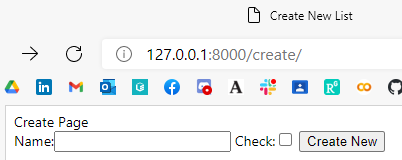 Create New List
127.0.0.1:8000/create/
Create Page
Name: Check: Create New